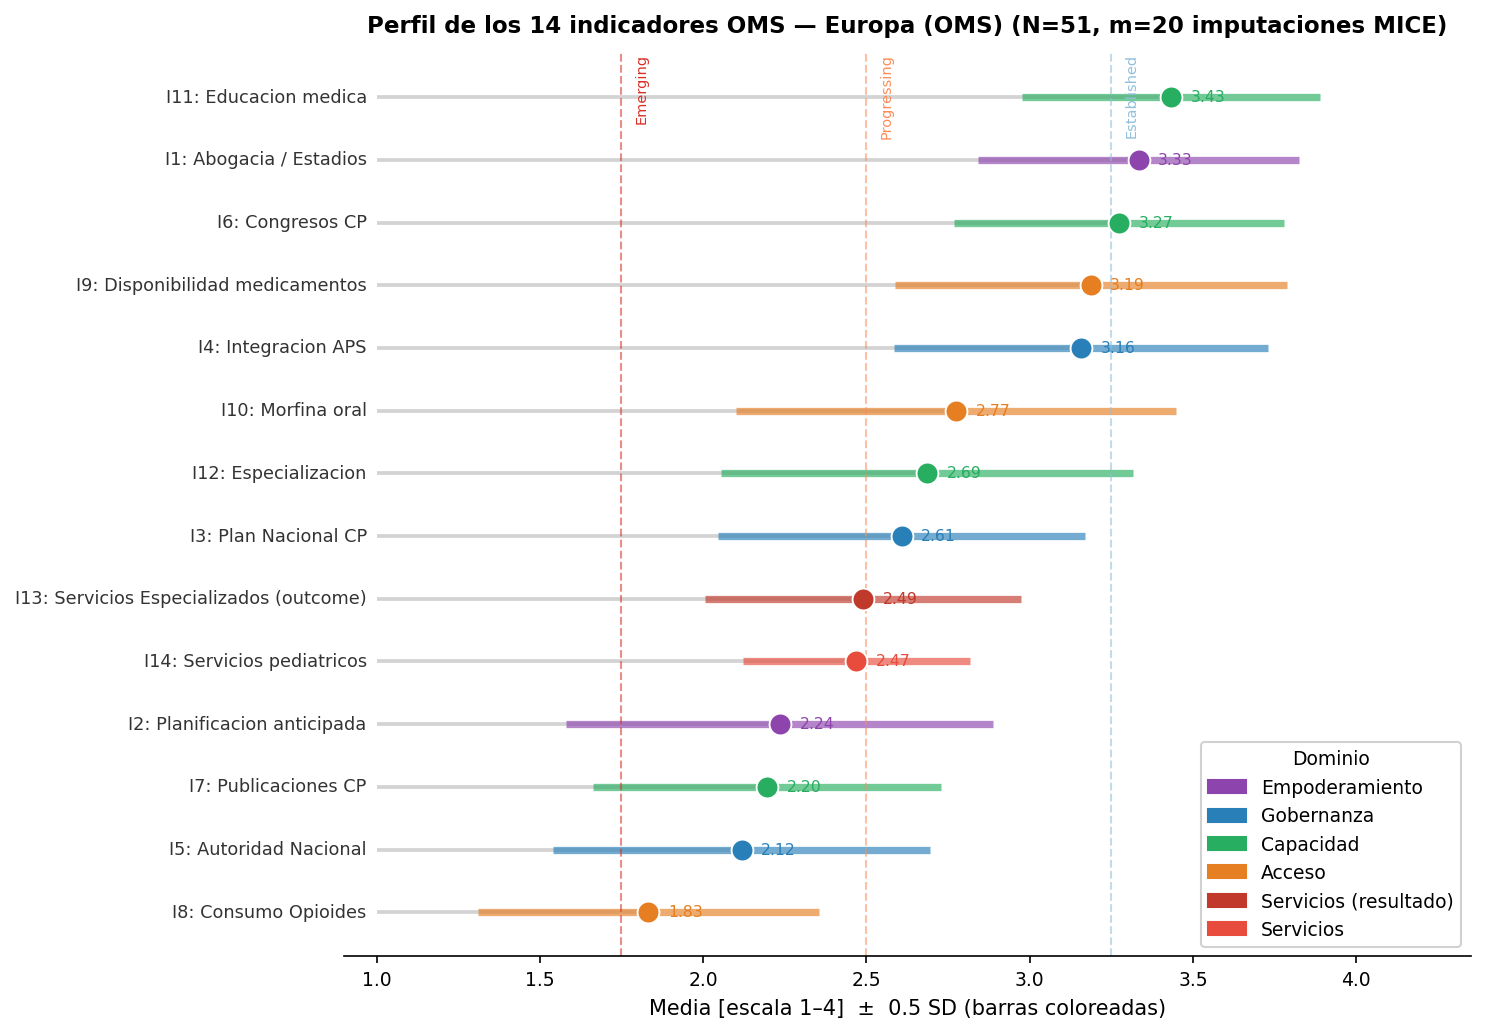 Perfil de los 14 indicadores OMS — Europa (OMS) (N=51, m=20 imputaciones MICE)
Emerging
Progressing
Established
I11: Educacion medica
3.43
I1: Abogacia / Estadios
3.33
I6: Congresos CP
3.27
I9: Disponibilidad medicamentos
3.19
I4: Integracion APS
3.16
I10: Morfina oral
2.77
I12: Especializacion
2.69
I3: Plan Nacional CP
2.61
I13: Servicios Especializados (outcome)
2.49
I14: Servicios pediatricos
2.47
I2: Planificacion anticipada
2.24
I7: Publicaciones CP
2.20
I5: Autoridad Nacional
2.12
I8: Consumo Opioides
1.83
Dominio
Empoderamiento
Gobernanza
Capacidad
Acceso
Servicios (resultado)
Servicios
1.0 1.5 2.0 2.5 3.0 3.5 4.0
Media [escala 1–4] ± 0.5 SD (barras coloreadas)